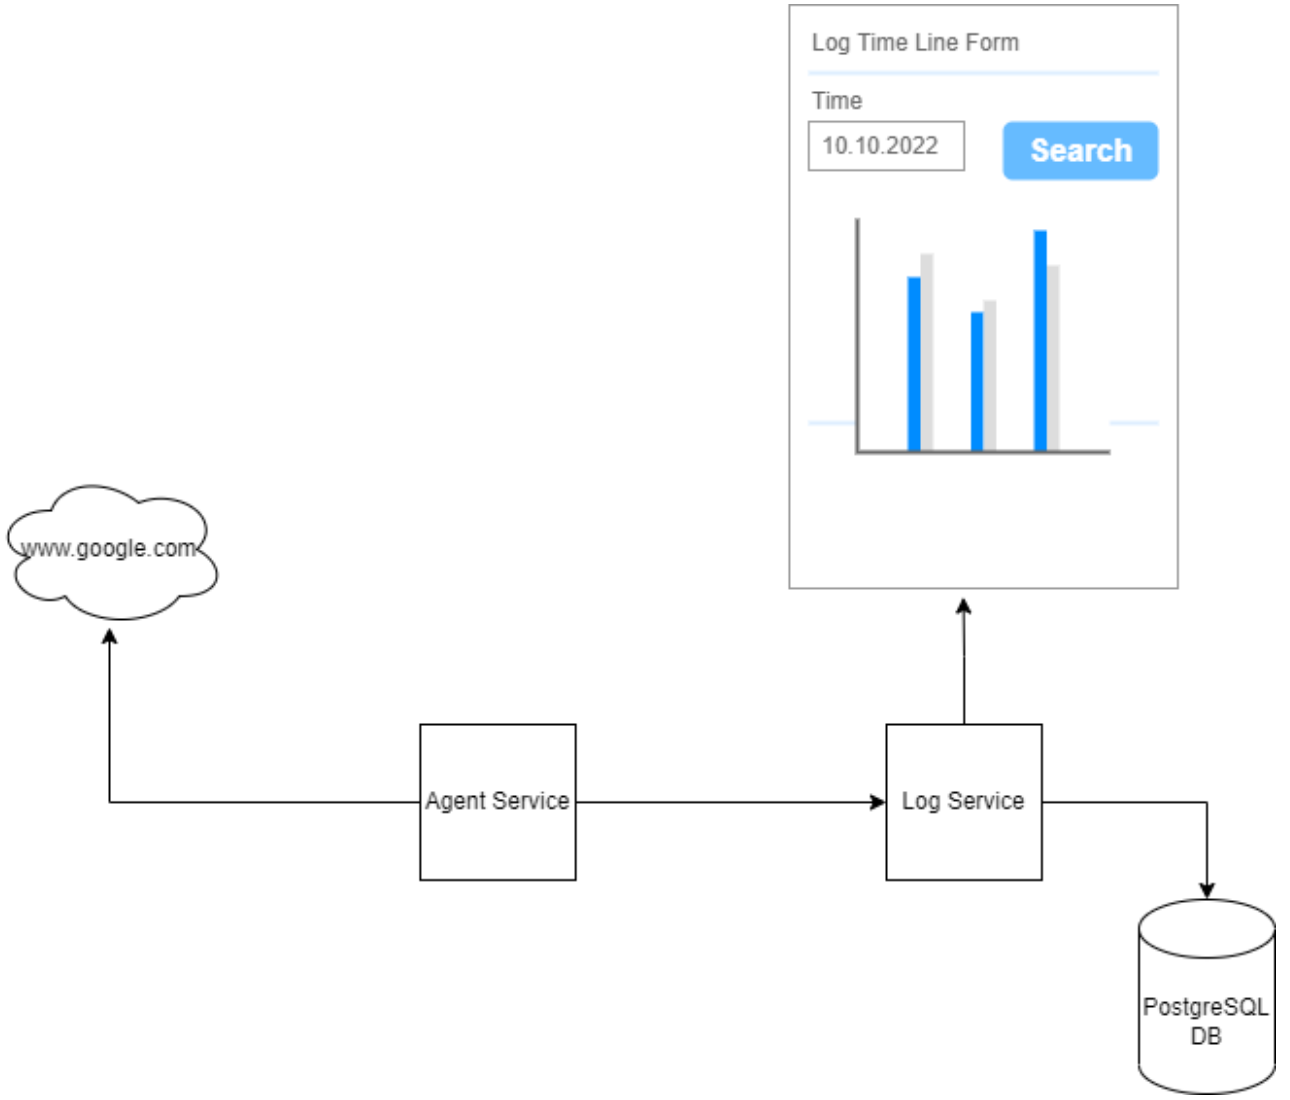 Log Time Line Form
Time
10.10.2022
Search
www.google.com
Agent Service
Log Service
PostgreSQL
DB